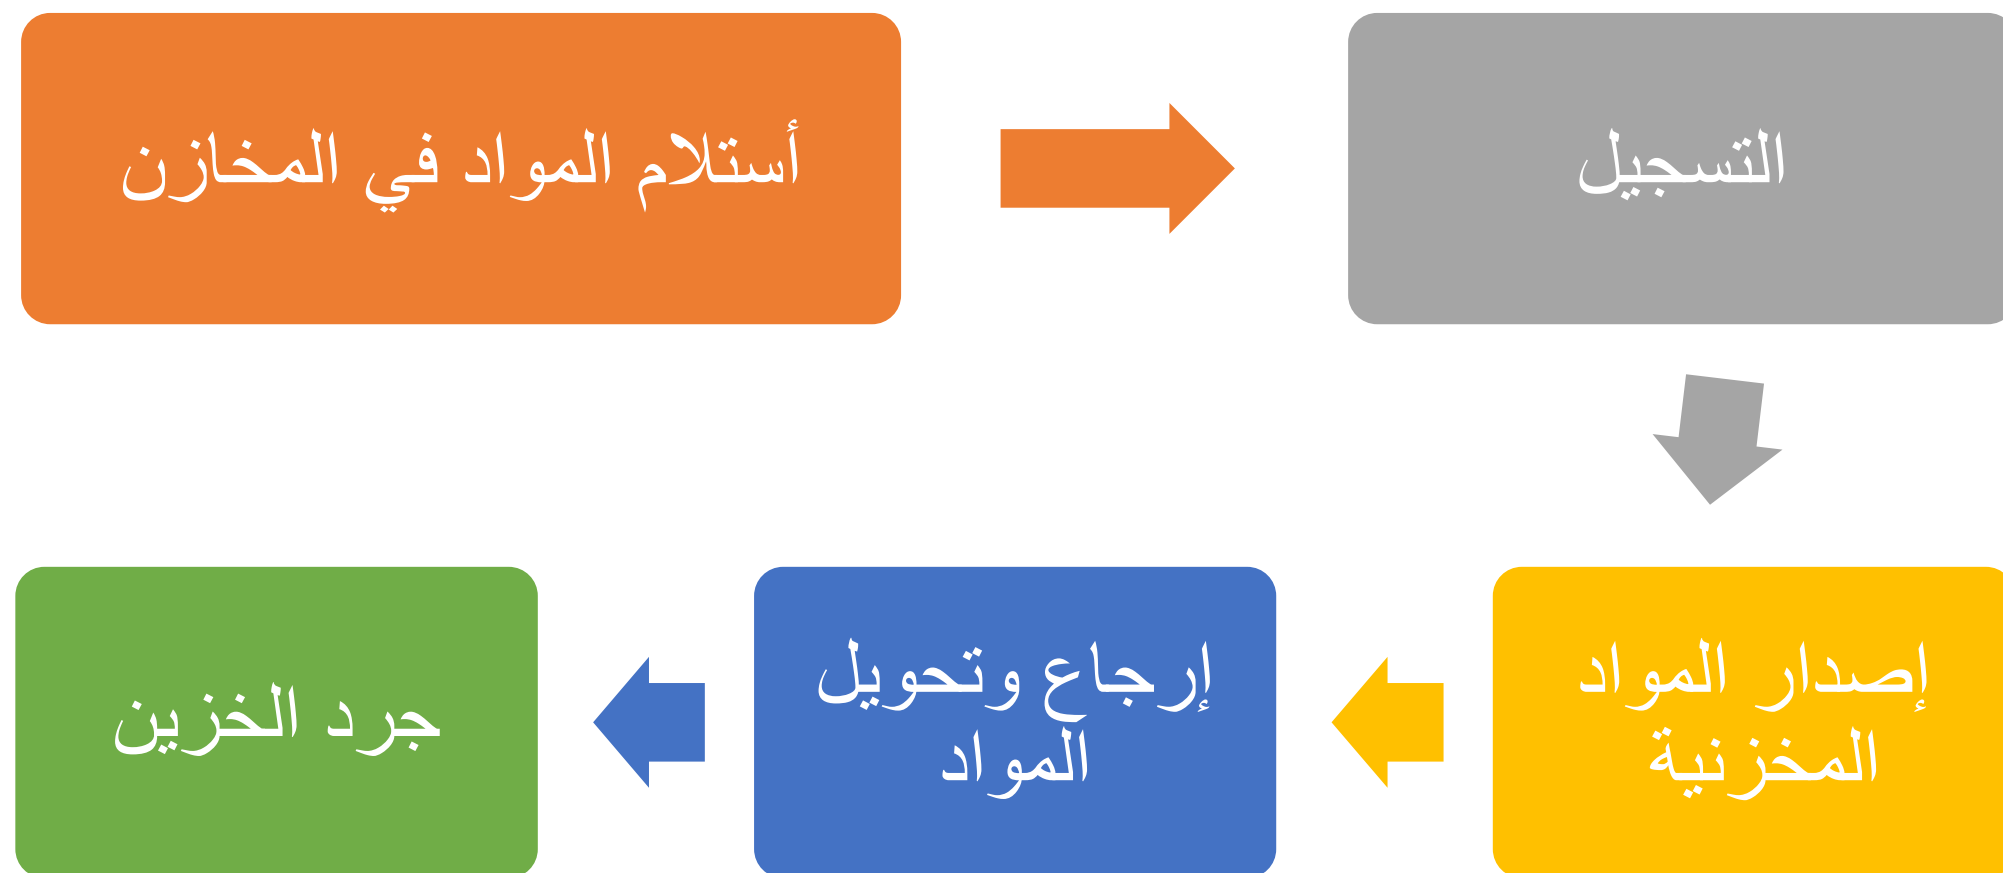 أستلام المواد في المخازن
التسجيل
إصدار المواد
المخزنية
إرجاع وتحويل
المواد
جرد الخزين